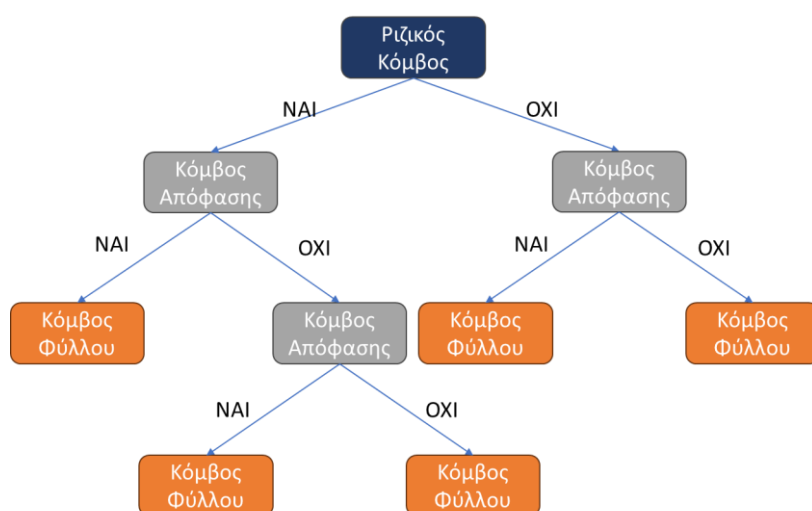 Ριζικός
Κόμβος
ΝΑΙ
ΟΧΙ
Κόμβος
Απόφασης
Κόμβος
Απόφασης
ΝΑΙ
ΟΧΙ
ΝΑΙ
ΟΧΙ
Κόμβος
Φύλλου
Κόμβος
Απόφασης
Κόμβος
Φύλλου
Κόμβος
Φύλλου
ΝΑΙ
ΟΧΙ
Κόμβος
Φύλλου
Κόμβος
Φύλλου